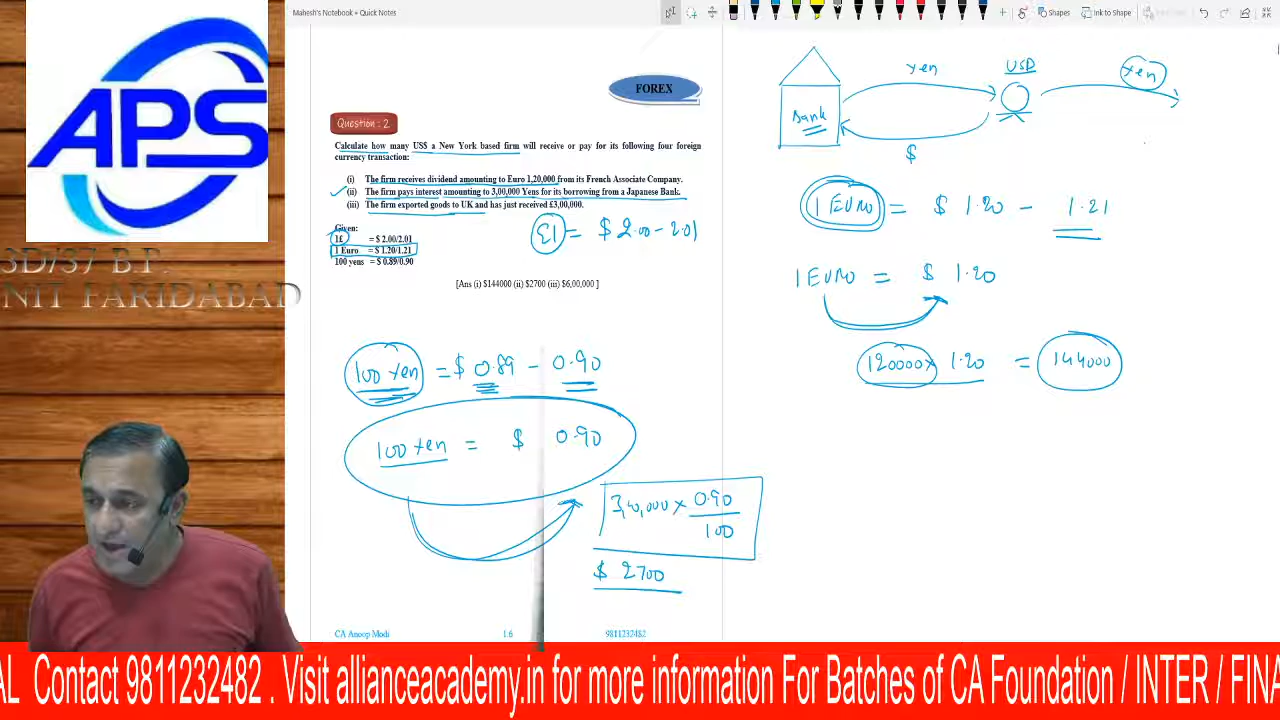 Mahesh's Notebook + Quick Notes
Shapes
Ink to Shape
APS
3D/37 B.P.
NIT FARIDABAD
FOREX
Question : 2
Calculate how many US$ a New York based firm will receive or pay for its following four foreign
currency transaction:
(i) The firm receives dividend amounting to Euro 1,20,000 from its French Associate Company.
(ii) The firm pays interest amounting to 3,00,000 Yens for its borrowing from a Japanese Bank.
(iii) The firm exported goods to UK and has just received £3,00,000.
Given:
1£ = $ 2.00/2.01
1 Euro = $ 1.20/1.21
100 yens = $ 0.89/0.90
£1 = $ 2.00 - 2.01
[Ans (i) $144000 (ii) $2700 (iii) $6,00,000 ]
100 Yen = $ 0.89 - 0.90
100 Yen = $ 0.90
3,00,000 × 0.90
100
$ 2700
CA Anoop Modi 1.6 9811232482
Yen USD Yen
Bank
$
1 EURO = $ 1.20 - 1.21
1 EURO = $ 1.20
120000 × 1.20 = 144000
AL Contact 9811232482 . Visit allianceacademy.in for more information For Batches of CA Foundation / INTER / FINA